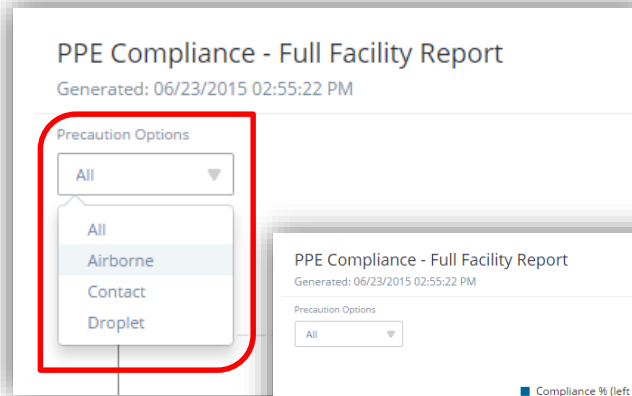 PPE Compliance - Full Facility Report
Generated: 06/23/2015 02:55:22 PM
Precaution Options
All
All
Airborne
Contact
Droplet
PPE Compliance - Full Facility Report
Generated: 06/23/2015 02:55:22 PM
Precaution Options
All
Compliance % (left